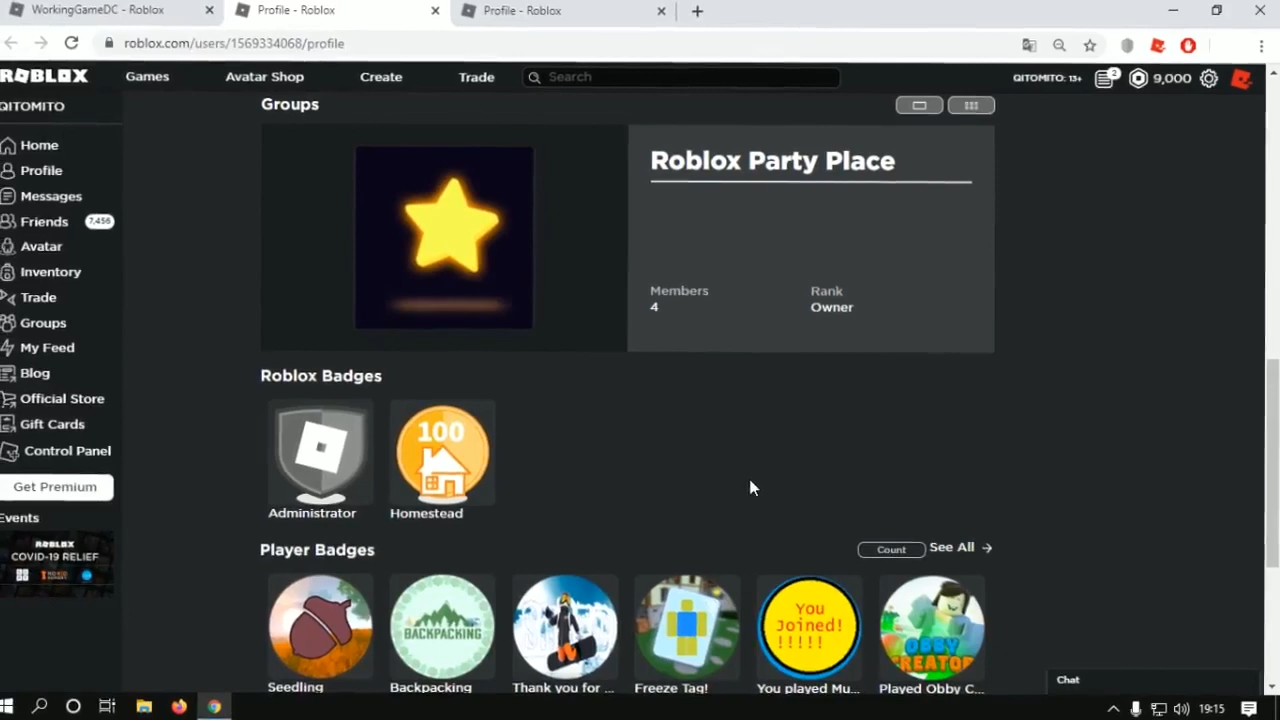 WorkingGameDC - Roblox
Profile - Roblox
Profile - Roblox
roblox.com/users/1569334068/profile
ROBLOX
Games
Avatar Shop
Create
Trade
Search
QITOMITO: 13+
2
9,000
QITOMITO
Home
Profile
Messages
Friends 7,456
Avatar
Inventory
Trade
Groups
My Feed
Blog
Official Store
Gift Cards
Control Panel
Get Premium
Events
ROBLOX
COVID-19 RELIEF
Groups
Roblox Party Place
Members
4
Rank
Owner
Roblox Badges
100
Administrator
Homestead
Player Badges
Count
See All
BACKPACKING
You
Joined!
!!!!!
OBBY
CREATOR
Seedling
Backpacking
Thank you for ...
Freeze Tag!
You played Mu...
Played Obby C...
Chat
19:15